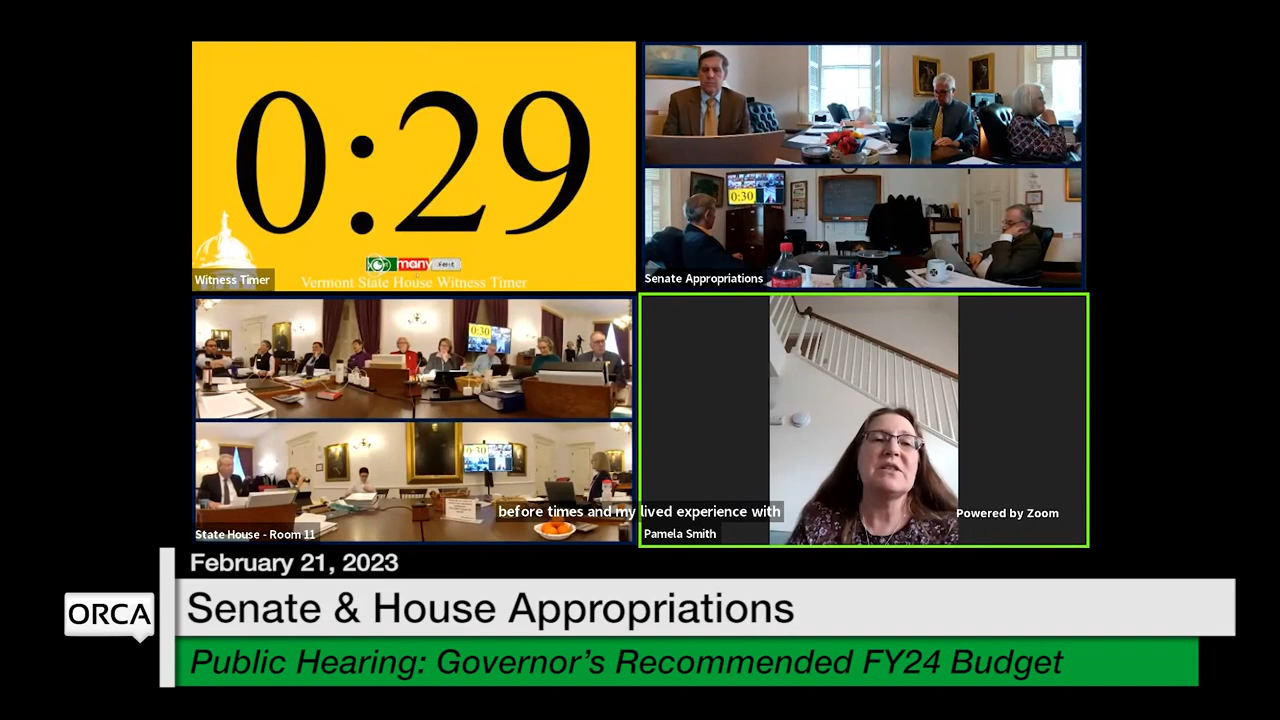 0:29
Witness Timer
many
Vermont State House Witness Timer
0:30
Senate Appropriations
0:30
0:30
State House - Room 11
before times and my lived experience with
Pamela Smith
Powered by Zoom
February 21, 2023
ORCA
Senate & House Appropriations
Public Hearing: Governor's Recommended FY24 Budget